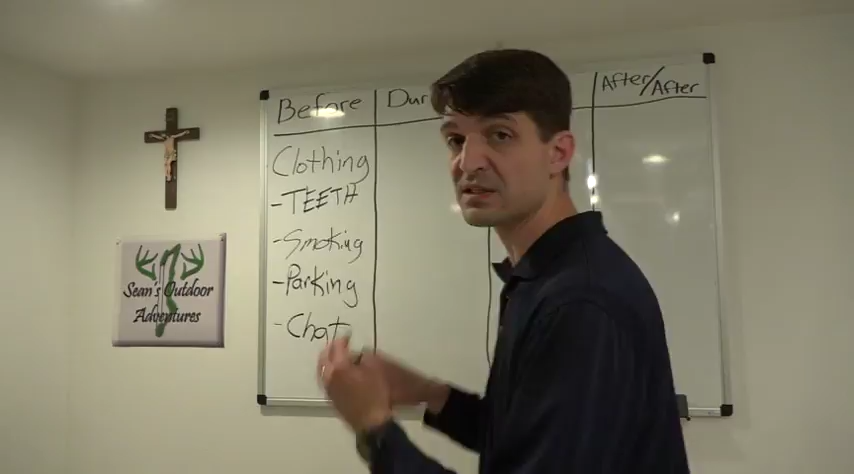 Before
Dur
After/After
Clothing
-TEETH
-Smoking
-Parking
-Chat
Sean's Outdoor
Adventures